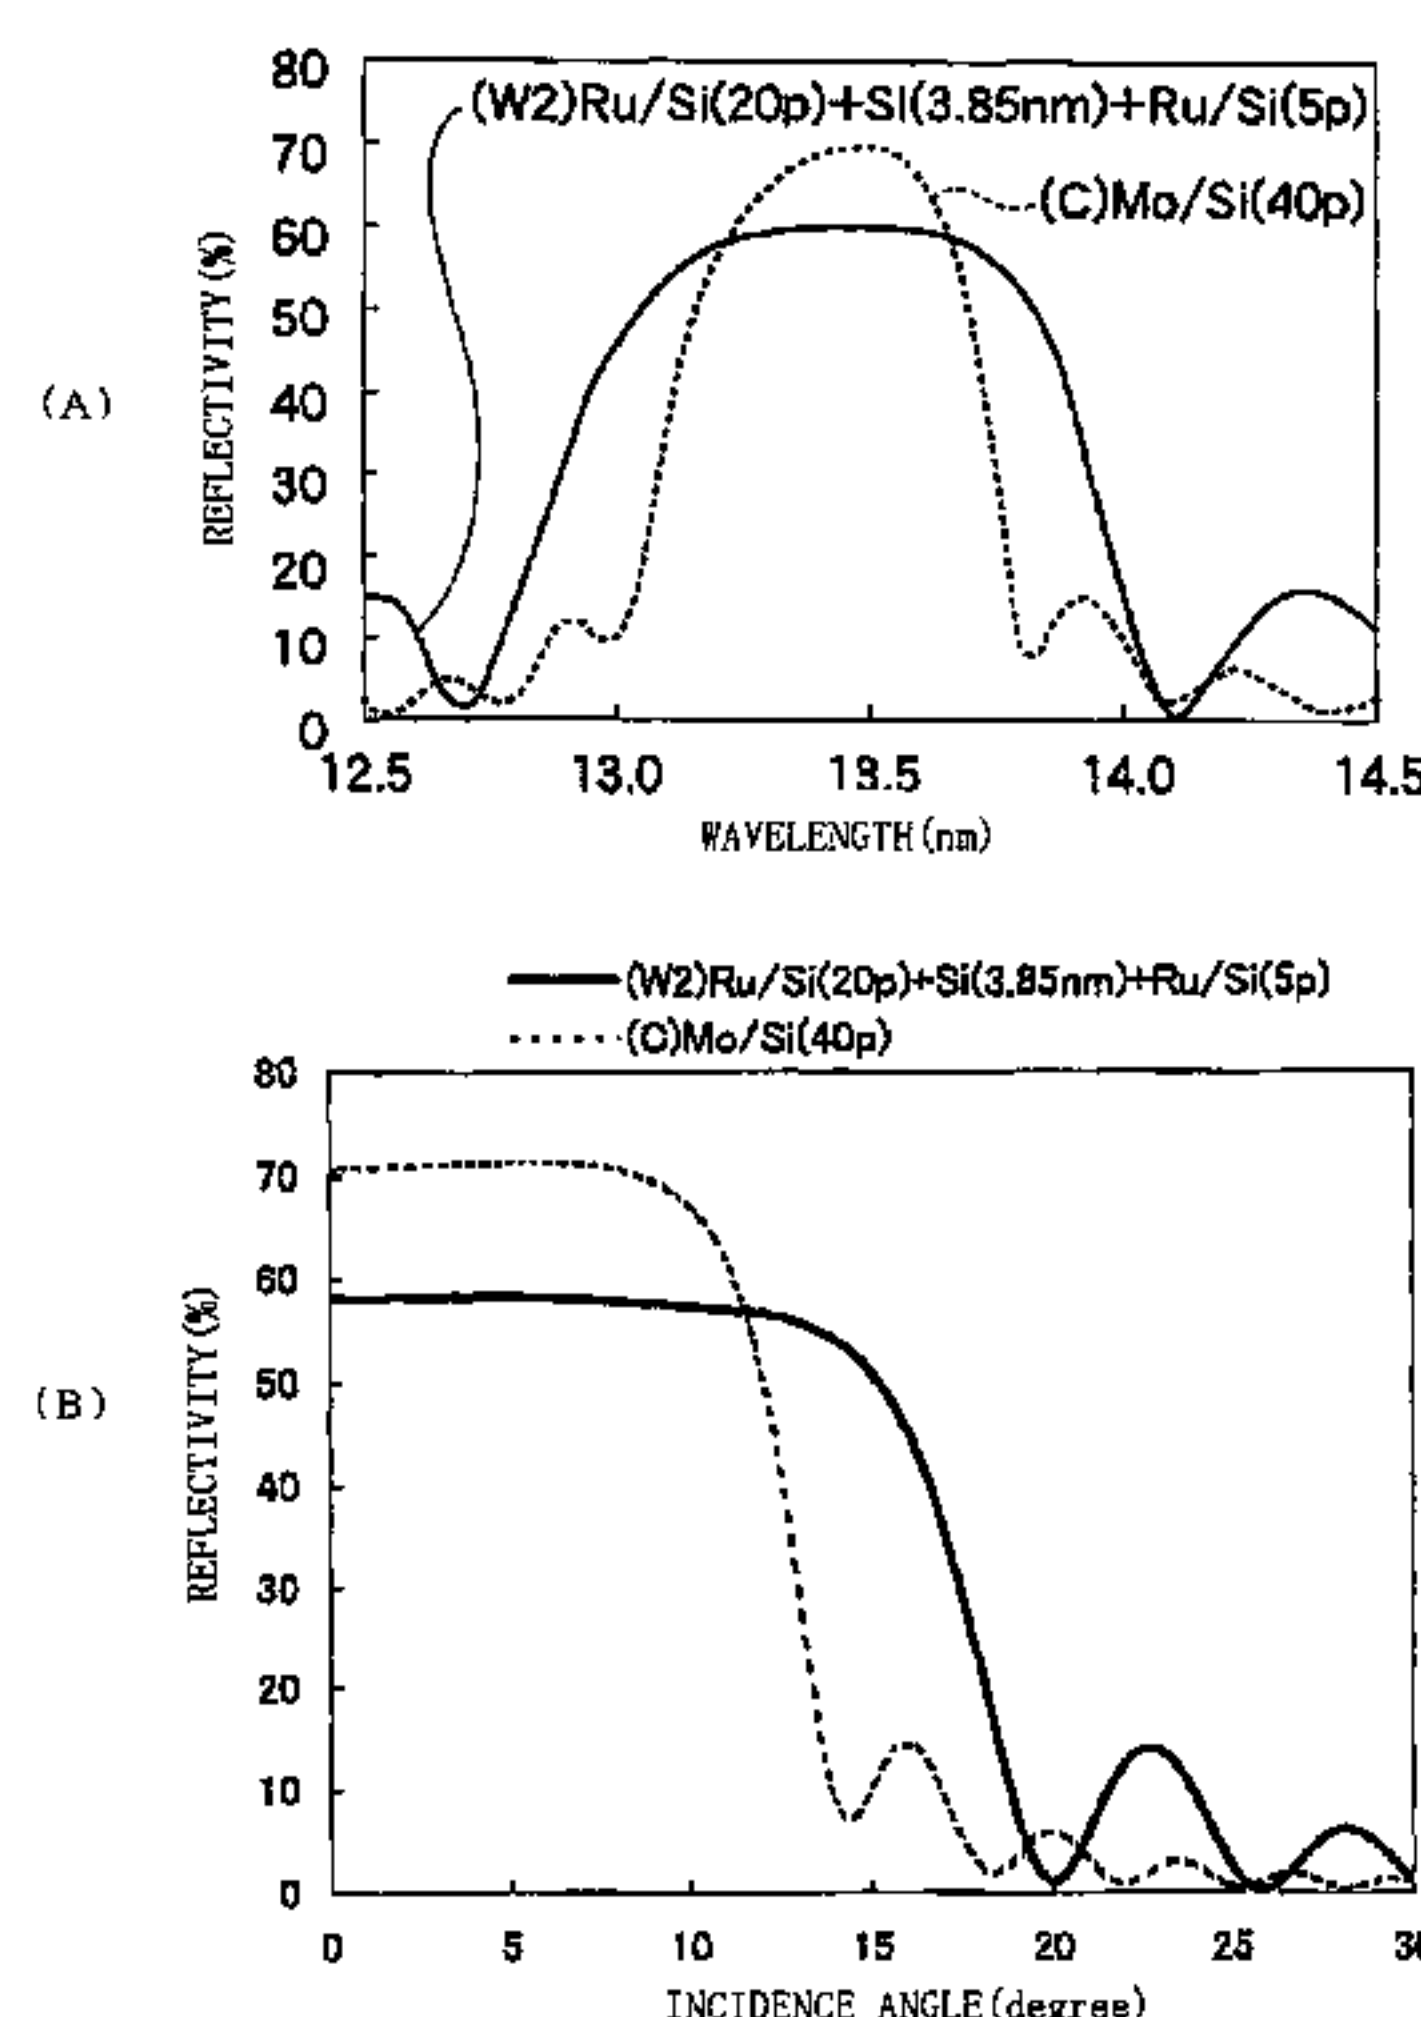 80
(W2)Ru/Si(20p)+SI(3.85nm)+Ru/Si(5p)
70
(C)Mo/Si(40p)
60
50
(A)
REFLECTIVITY(%)
40
30
20
10
0
12.5 13.0 13.5 14.0 14.5
WAVELENGTH(nm)
(W2)Ru/Si(20p)+Si(3.85nm)+Ru/Si(5p)
(C)Mo/Si(40p)
80
70
60
50
(B)
REFLECTIVITY(%)
40
30
20
10
0
0 5 10 15 20 25
INCIDENCE ANGLE(degree)